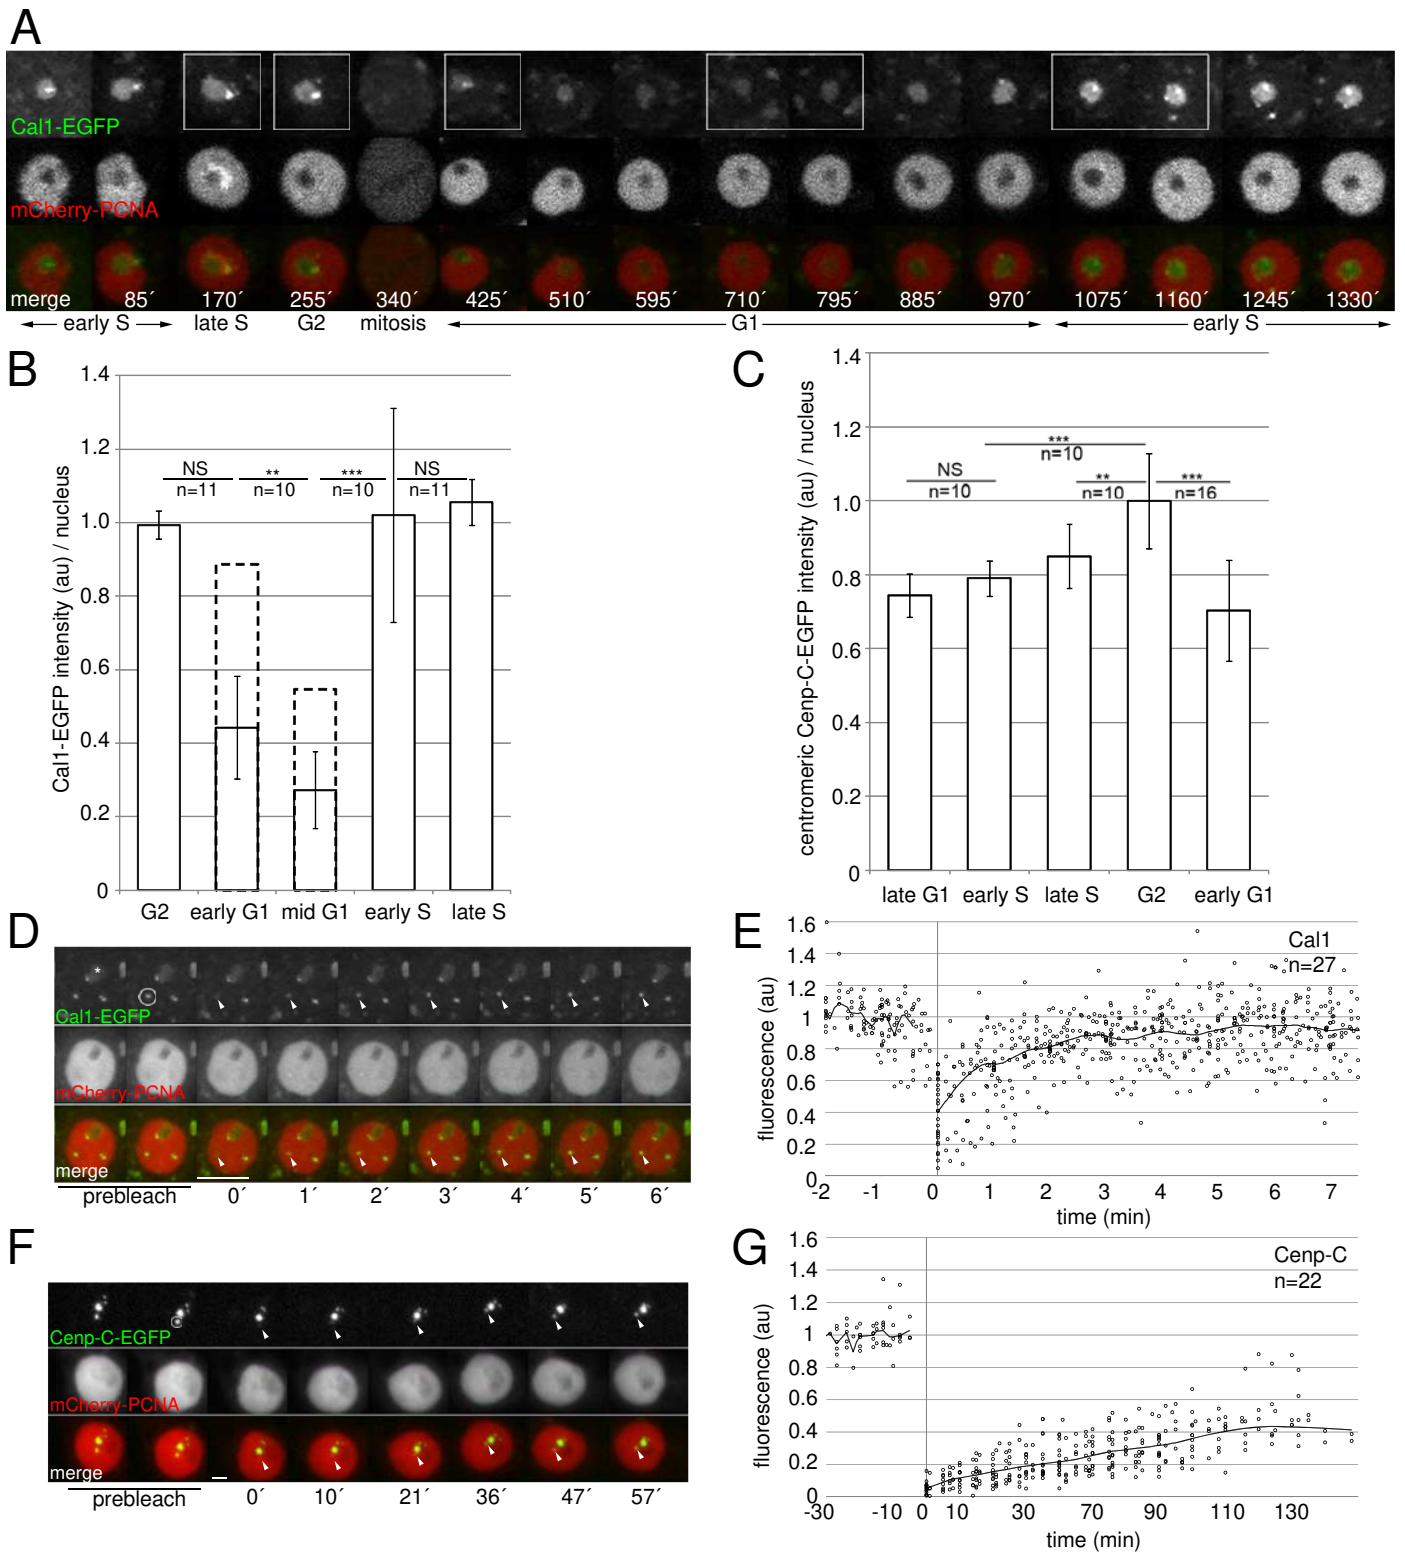 A
Cal1-EGFP
mCherry-PCNA
merge 85´ 170´ 255´ 340´ 425´ 510´ 595´ 710´ 795´ 885´ 970´ 1075´ 1160´ 1245´ 1330´
early S late S G2 mitosis G1 early S
B
Cal1-EGFP intensity (au) / nucleus
1.4
1.2
1.0
0.8
0.6
0.4
0.2
0
NS ** *** NS
n=11 n=10 n=10 n=11
G2 early G1 mid G1 early S late S
C
centromeric Cenp-C-EGFP intensity (au) / nucleus
1.4
1.2
1.0
0.8
0.6
0.4
0.2
0
***
n=10
NS ** ***
n=10 n=10 n=16
late G1 early S late S G2 early G1
D
*
Cal1-EGFP
mCherry-PCNA
merge
prebleach 0´ 1´ 2´ 3´ 4´ 5´ 6´
E
fluorescence (au)
1.6
1.4
1.2
1
0.8
0.6
0.4
0.2
0
Cal1
n=27
-2 -1 0 1 2 3 4 5 6 7
time (min)
F
Cenp-C-EGFP
mCherry-PCNA
merge
prebleach 0´ 10´ 21´ 36´ 47´ 57´
G
fluorescence (au)
1.6
1.4
1.2
1
0.8
0.6
0.4
0.2
0
Cenp-C
n=22
-30 -10 0 10 30 70 90 110 130
time (min)